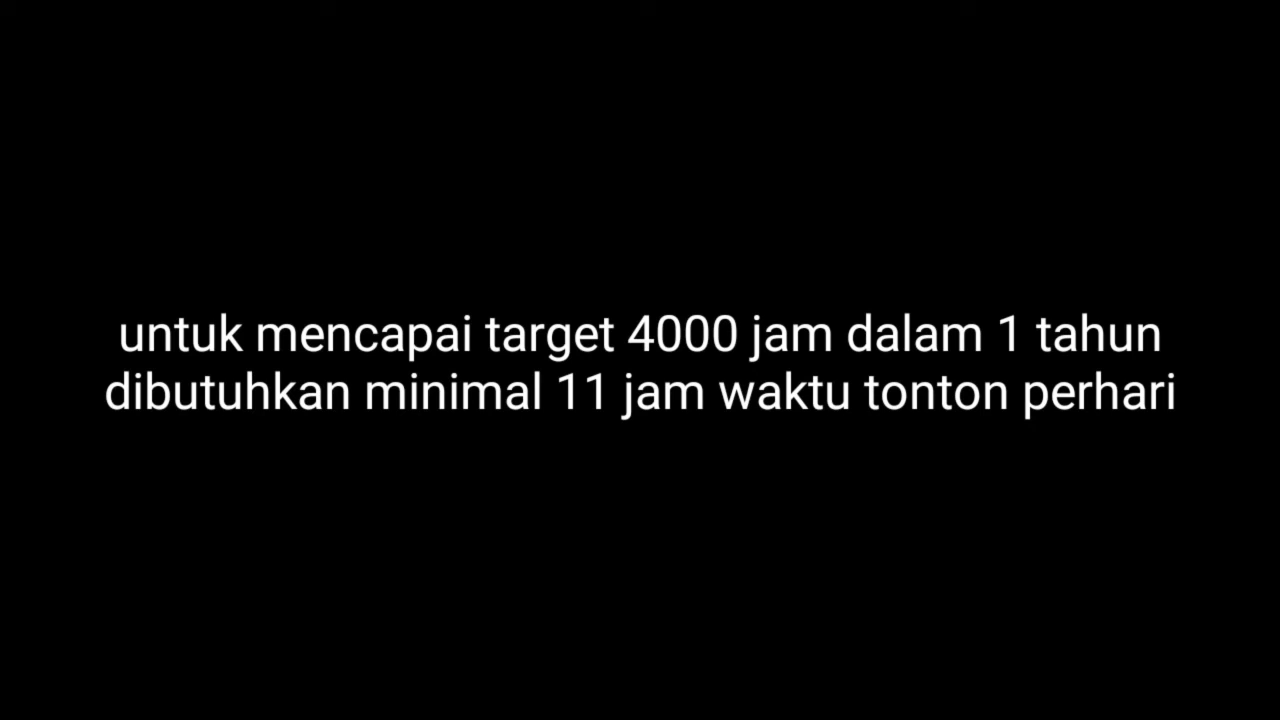 untuk mencapai target 4000 jam dalam 1 tahun
dibutuhkan minimal 11 jam waktu tonton perhari